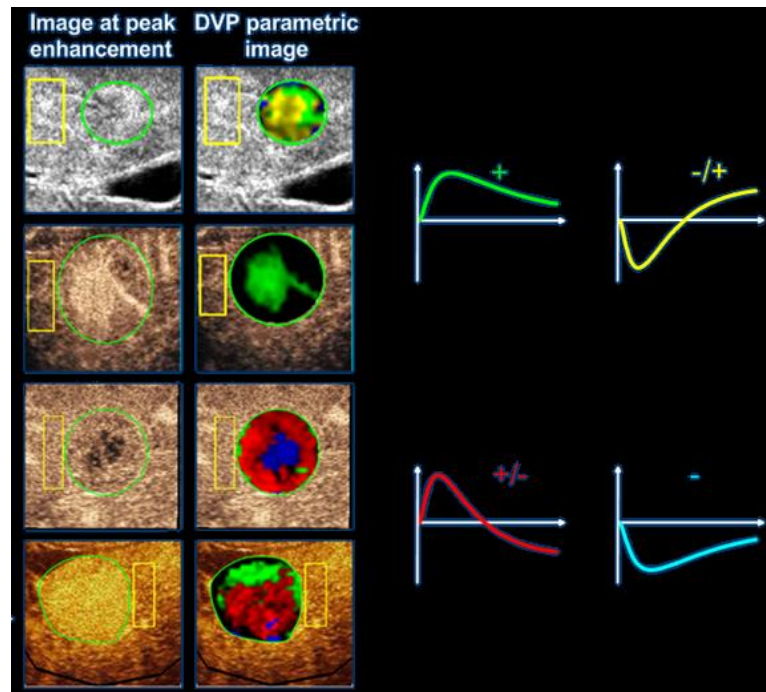 Image at peak
enhancement
DVP parametric
image
+
-/+
+/-
-